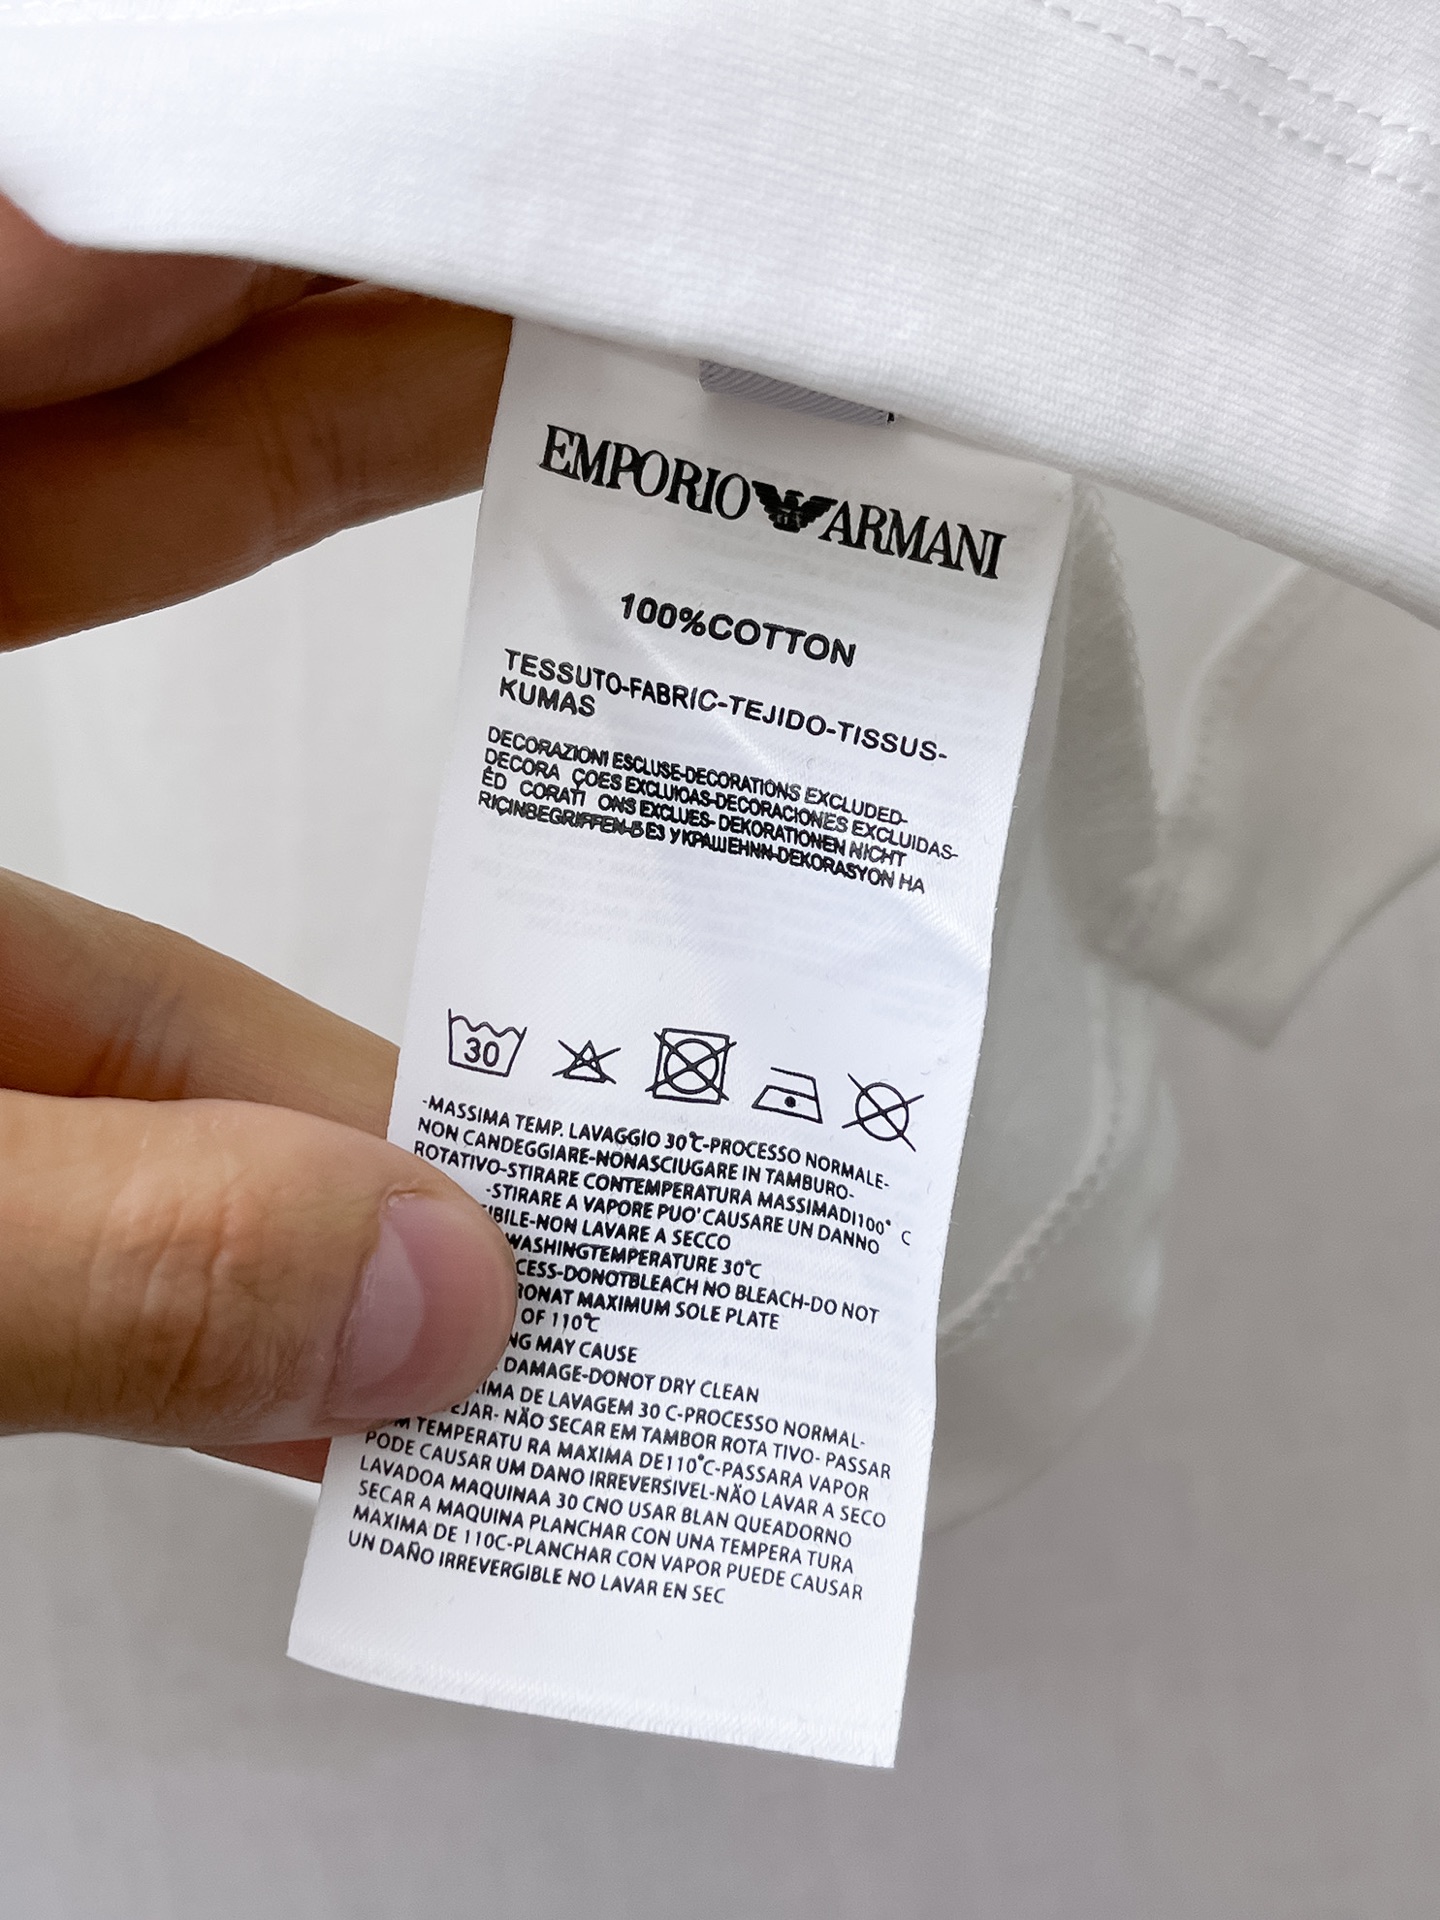 EMPORIO ARMANI
100%COTTON
TESSUTO-FABRIC-TEJIDO-TISSUS-
KUMAS
DECORAZIONI ESCLUSE-DECORATIONS EXCLUDED-
DECORA ÇOES EXCLUIOAS-DECORACIONES EXCLUIDAS-
ÉD CORATI ONS EXCLUES- DEKORATIONEN NICHT
RIÇINBEGRIFFEN-Б ЕЗ УКРАШЕНNN-DEKORASYON HA
30
-MASSIMA TEMP. LAVAGGIO 30℃-PROCESSO NORMALE-
NON CANDEGGIARE-NONASCIUGARE IN TAMBURO-
ROTATIVO-STIRARE CONTEMPERATURA MASSIMADI100° C
-STIRARE A VAPORE PUO' CAUSARE UN DANNO
IBILE-NON LAVARE A SECCO
WASHINGTEMPERATURE 30℃
CESS-DONOTBLEACH NO BLEACH-DO NOT
RONAT MAXIMUM SOLE PLATE
OF 110℃
NG MAY CAUSE
DAMAGE-DONOT DRY CLEAN
IMA DE LAVAGEM 30 C-PROCESSO NORMAL-
EJAR- NÃO SECAR EM TAMBOR ROTA TIVO- PASSAR
M TEMPERATU RA MAXIMA DE110°C-PASSARA VAPOR
PODE CAUSAR UM DANO IRREVERSIVEL-NÃO LAVAR A SECO
LAVADOA MAQUINAA 30 CNO USAR BLAN QUEADORNO
SECAR A MAQUINA PLANCHAR CON UNA TEMPERA TURA
MAXIMA DE 110C-PLANCHAR CON VAPOR PUEDE CAUSAR
UN DAÑO IRREVERGIBLE NO LAVAR EN SEC